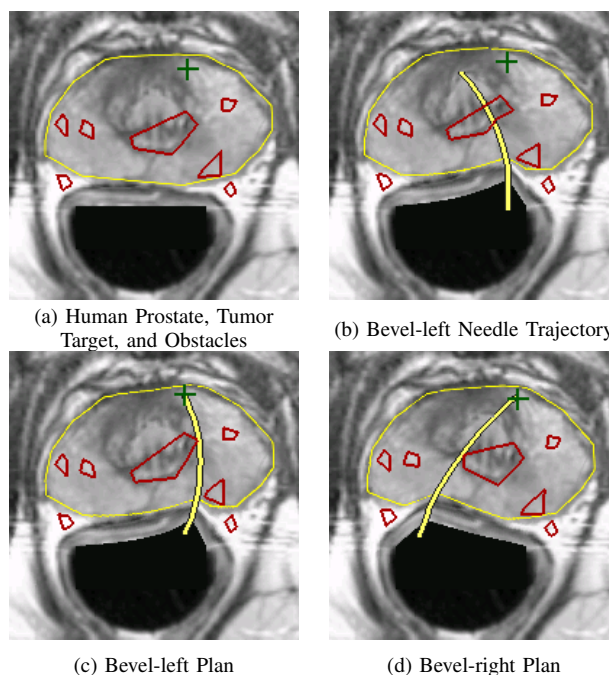 (a) Human Prostate, Tumor
Target, and Obstacles
(b) Bevel-left Needle Trajectory
(c) Bevel-left Plan
(d) Bevel-right Plan